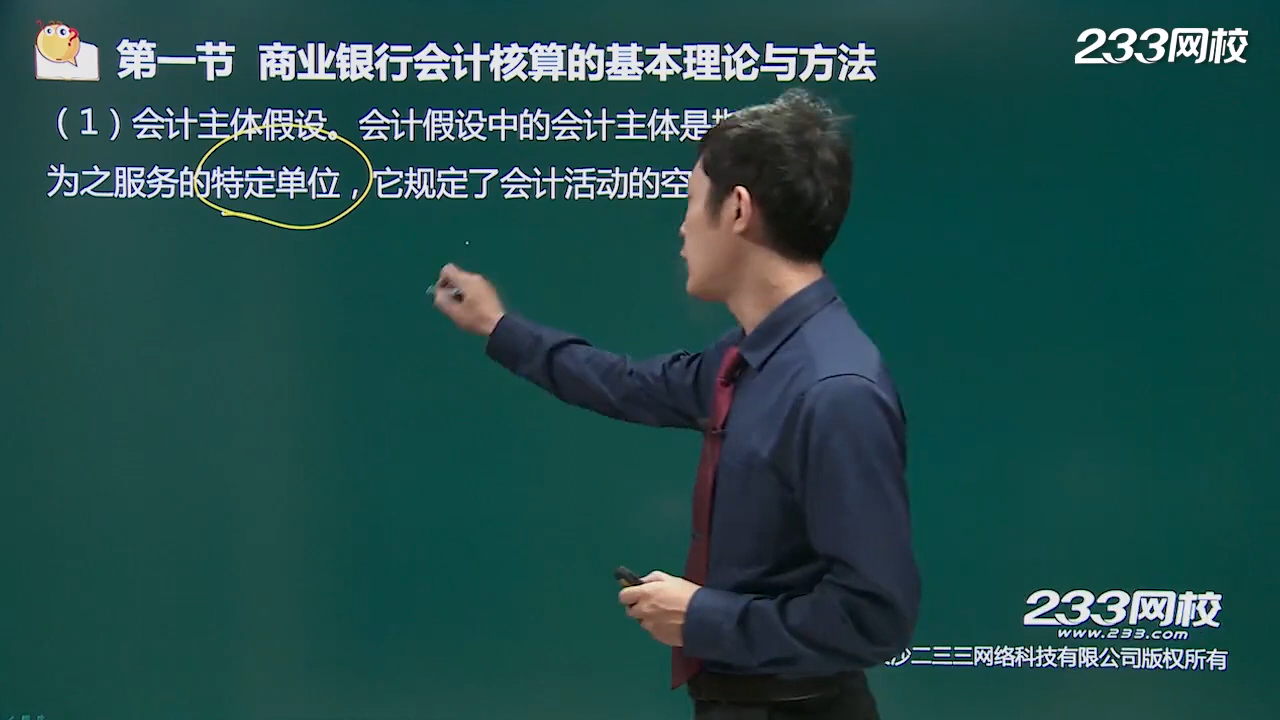 第一节 商业银行会计核算的基本理论与方法
233网校
（1）会计主体假设。会计假设中的会计主体是指
为之服务的特定单位，它规定了会计活动的空
233网校
www.233.com
沙二三三网络科技有限公司版权所有